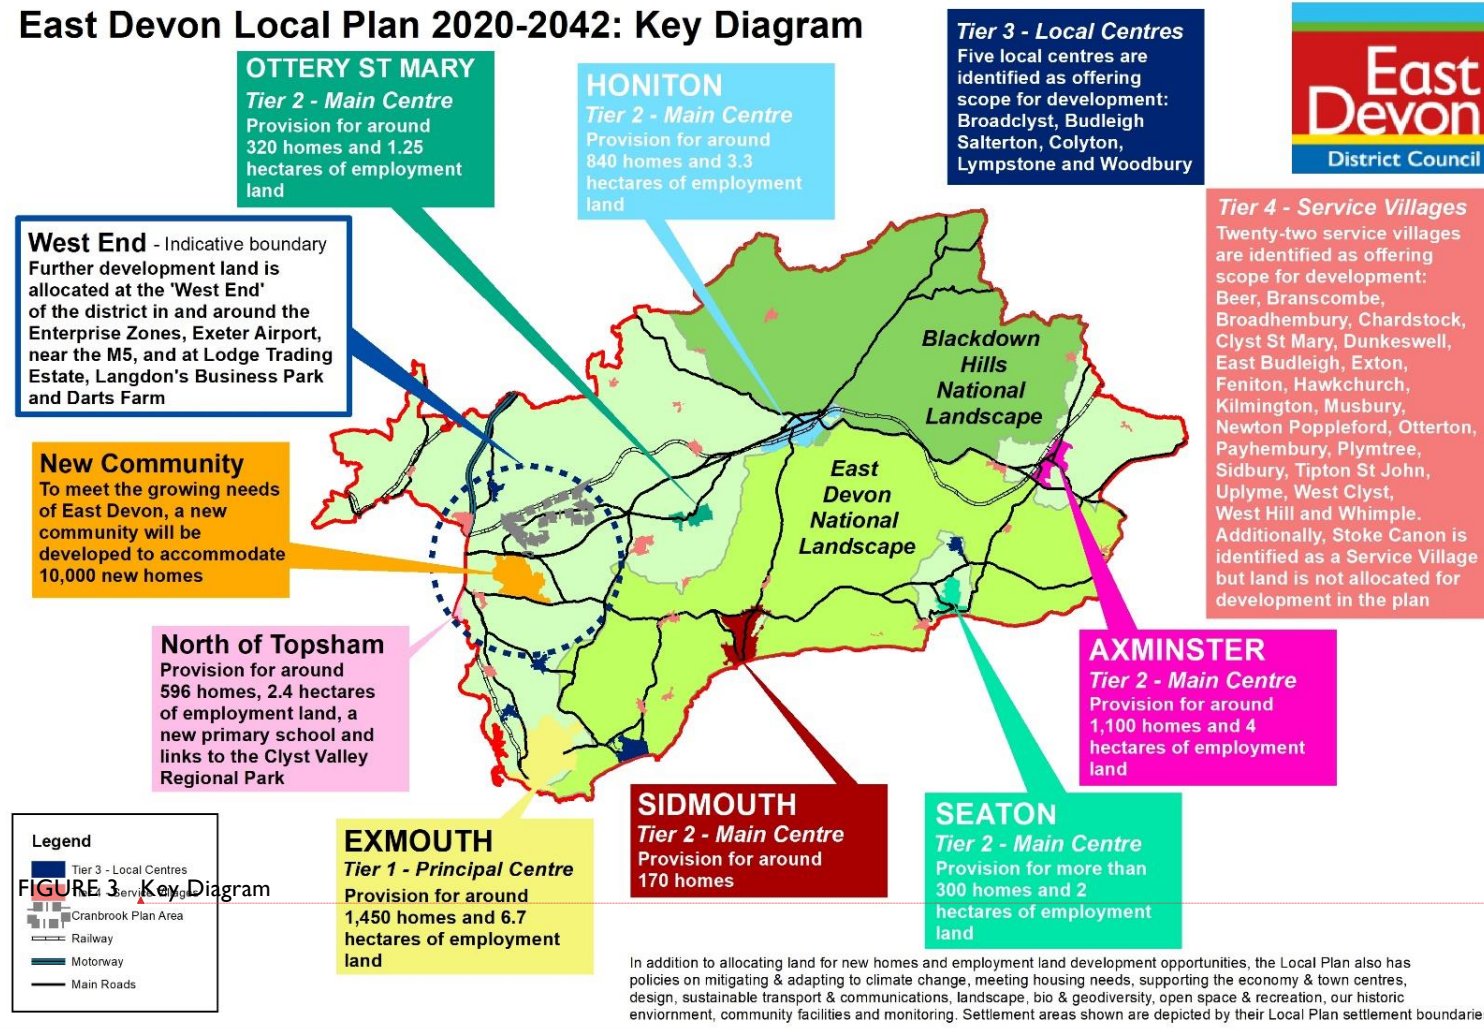 East Devon Local Plan 2020-2042: Key Diagram
OTTERY ST MARY
Tier 2 - Main Centre
Provision for around
320 homes and 1.25
hectares of employment
land
HONITON
Tier 2 - Main Centre
Provision for around
840 homes and 3.3
hectares of employment
land
Tier 3 - Local Centres
Five local centres are
identified as offering
scope for development:
Broadclyst, Budleigh
Salterton, Colyton,
Lympstone and Woodbury
East
Devon
District Council
Tier 4 - Service Villages
Twenty-two service villages
are identified as offering
scope for development:
Beer, Branscombe,
Broadhembury, Chardstock,
Clyst St Mary, Dunkeswell,
East Budleigh, Exton,
Feniton, Hawkchurch,
Kilmington, Musbury,
Newton Poppleford, Otterton,
Payhembury, Plymtree,
Sidbury, Tipton St John,
Uplyme, West Clyst,
West Hill and Whimple.
Additionally, Stoke Canon is
identified as a Service Village
but land is not allocated for
development in the plan
West End - Indicative boundary
Further development land is
allocated at the 'West End'
of the district in and around the
Enterprise Zones, Exeter Airport,
near the M5, and at Lodge Trading
Estate, Langdon's Business Park
and Darts Farm
New Community
To meet the growing needs
of East Devon, a new
community will be
developed to accommodate
10,000 new homes
Blackdown
Hills
National
Landscape
East
Devon
National
Landscape
North of Topsham
Provision for around
596 homes, 2.4 hectares
of employment land, a
new primary school and
links to the Clyst Valley
Regional Park
AXMINSTER
Tier 2 - Main Centre
Provision for around
1,100 homes and 4
hectares of employment
land
SIDMOUTH
Tier 2 - Main Centre
Provision for around
170 homes
SEATON
Tier 2 - Main Centre
Provision for more than
300 homes and 2
hectares of employment
land
EXMOUTH
Tier 1 - Principal Centre
Provision for around
1,450 homes and 6.7
hectares of employment
land
Legend
Tier 3 - Local Centres
Tier 4 - Service Villages
FIGURE 3 Key Diagram
Cranbrook Plan Area
Railway
Motorway
Main Roads
In addition to allocating land for new homes and employment land development opportunities, the Local Plan also has
policies on mitigating & adapting to climate change, meeting housing needs, supporting the economy & town centres,
design, sustainable transport & communications, landscape, bio & geodiversity, open space & recreation, our historic
enviornment, community facilities and monitoring. Settlement areas shown are depicted by their Local Plan settlement boundarie